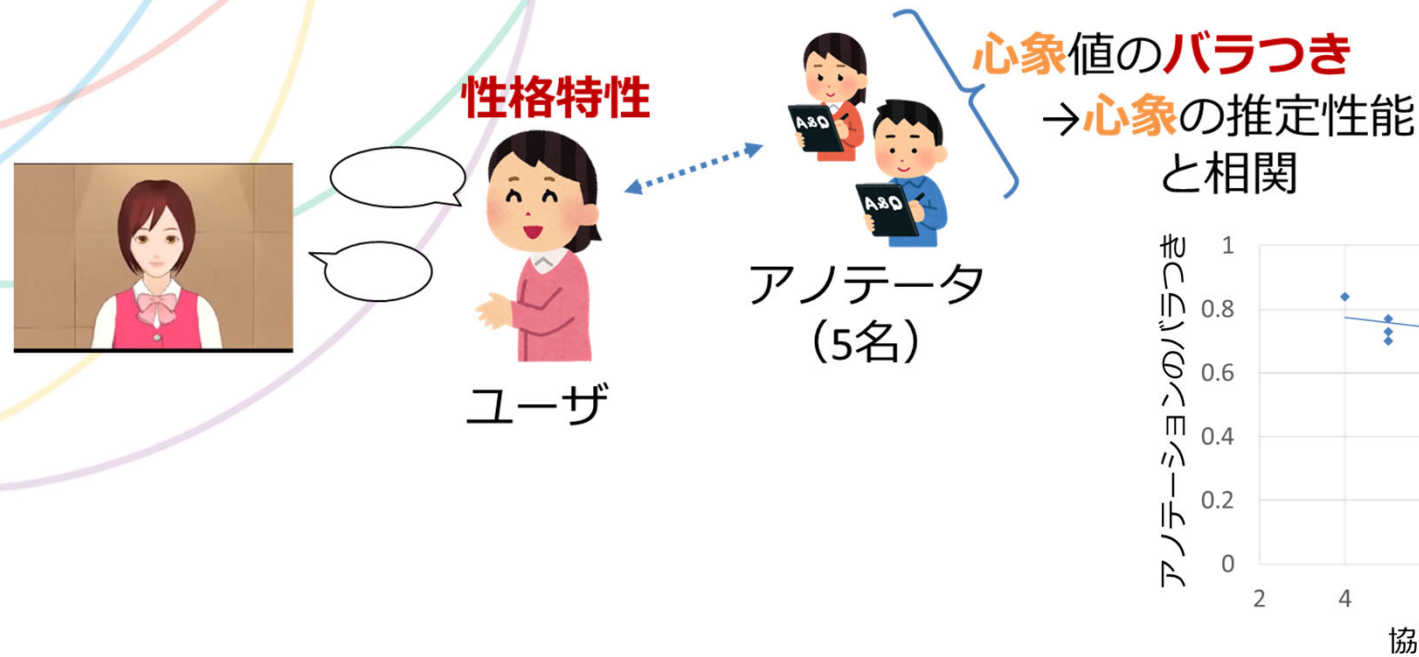 性格特性
ユーザ
A&D
A&D
アノテータ
（5名）
心象値のバラつき
→心象の推定性能
と相関
アノテーションのバラつき
1
0.8
0.6
0.4
0.2
0
2
4
協